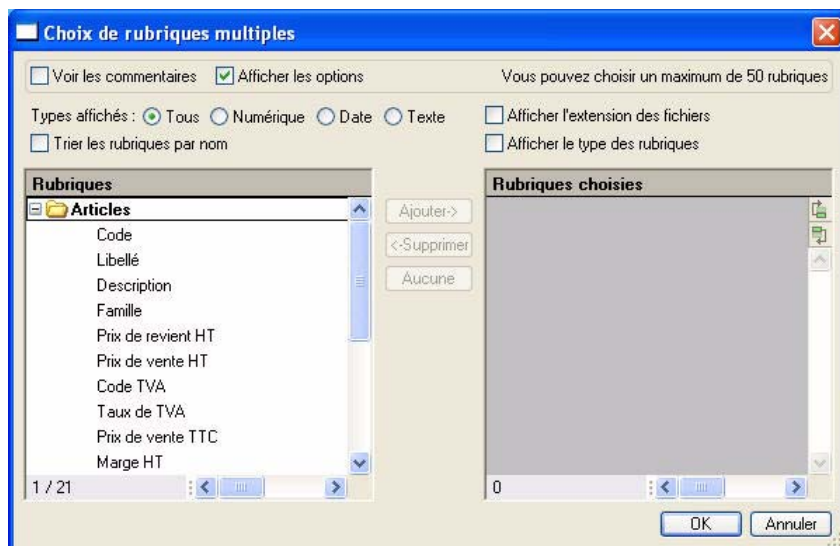 Choix de rubriques multiples
Voir les commentaires Afficher les options Vous pouvez choisir un maximum de 50 rubriques
Types affichés : Tous Numérique Date Texte Afficher l'extension des fichiers
Trier les rubriques par nom Afficher le type des rubriques
Rubriques Rubriques choisies
Articles Ajouter->
Code
Libellé <-Supprimer
Description Aucune
Famille
Prix de revient HT
Prix de vente HT
Code TVA
Taux de TVA
Prix de vente TTC
Marge HT
1 / 21 0
OK Annuler